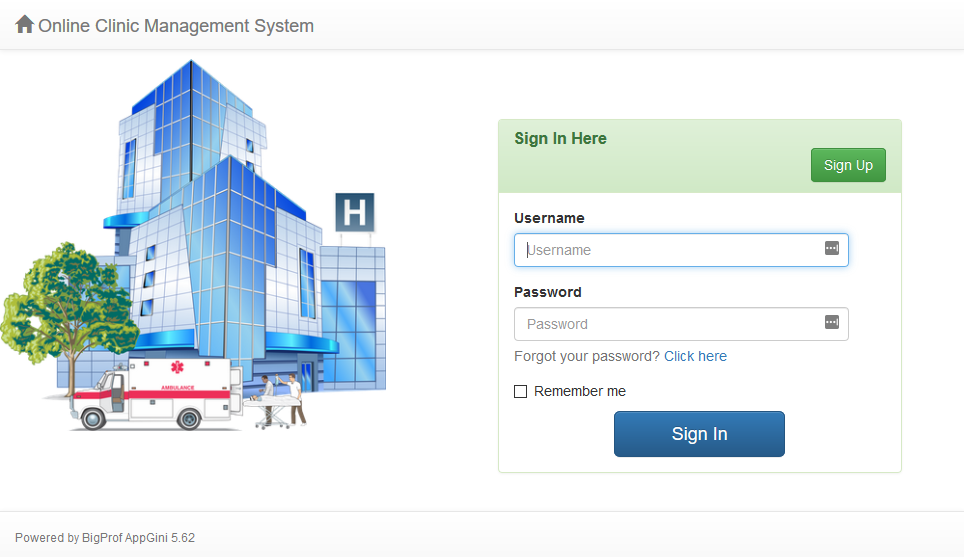 Online Clinic Management System
H
AMBULANCE
Sign In Here
Sign Up
Username
Username
Password
Password
Forgot your password? Click here
Remember me
Sign In
Powered by BigProf AppGini 5.62